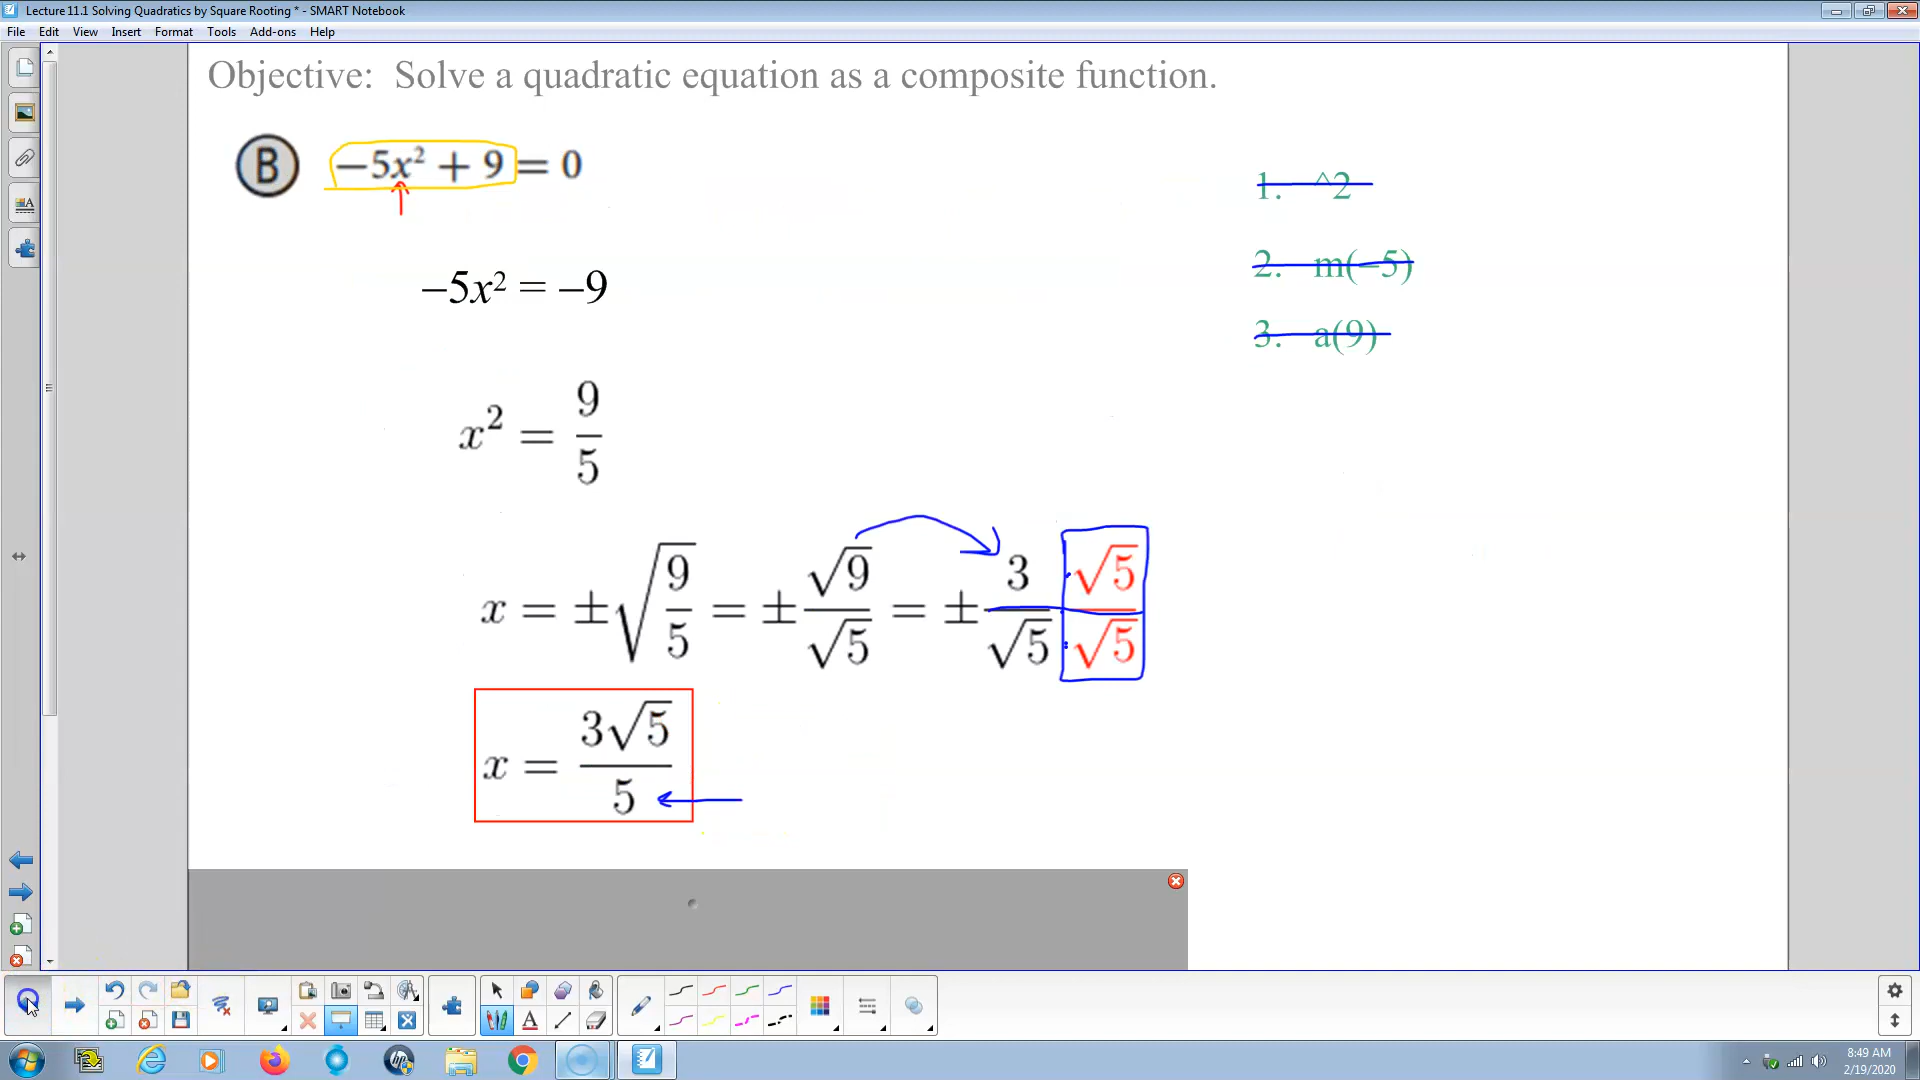 Lecture 11.1 Solving Quadratics by Square Rooting * - SMART Notebook
File Edit View Insert Format Tools Add-ons Help
Objective: Solve a quadratic equation as a composite function.
B −5x² + 9 = 0
1. ^2
2. m(–5)
3. a(9)
–5x² = –9
x² = 9/5
x = ±√(9/5) = ±√9/√5 = ±3/√5 √5/√5
x = 3√5/5
8:49 AM
2/19/2020